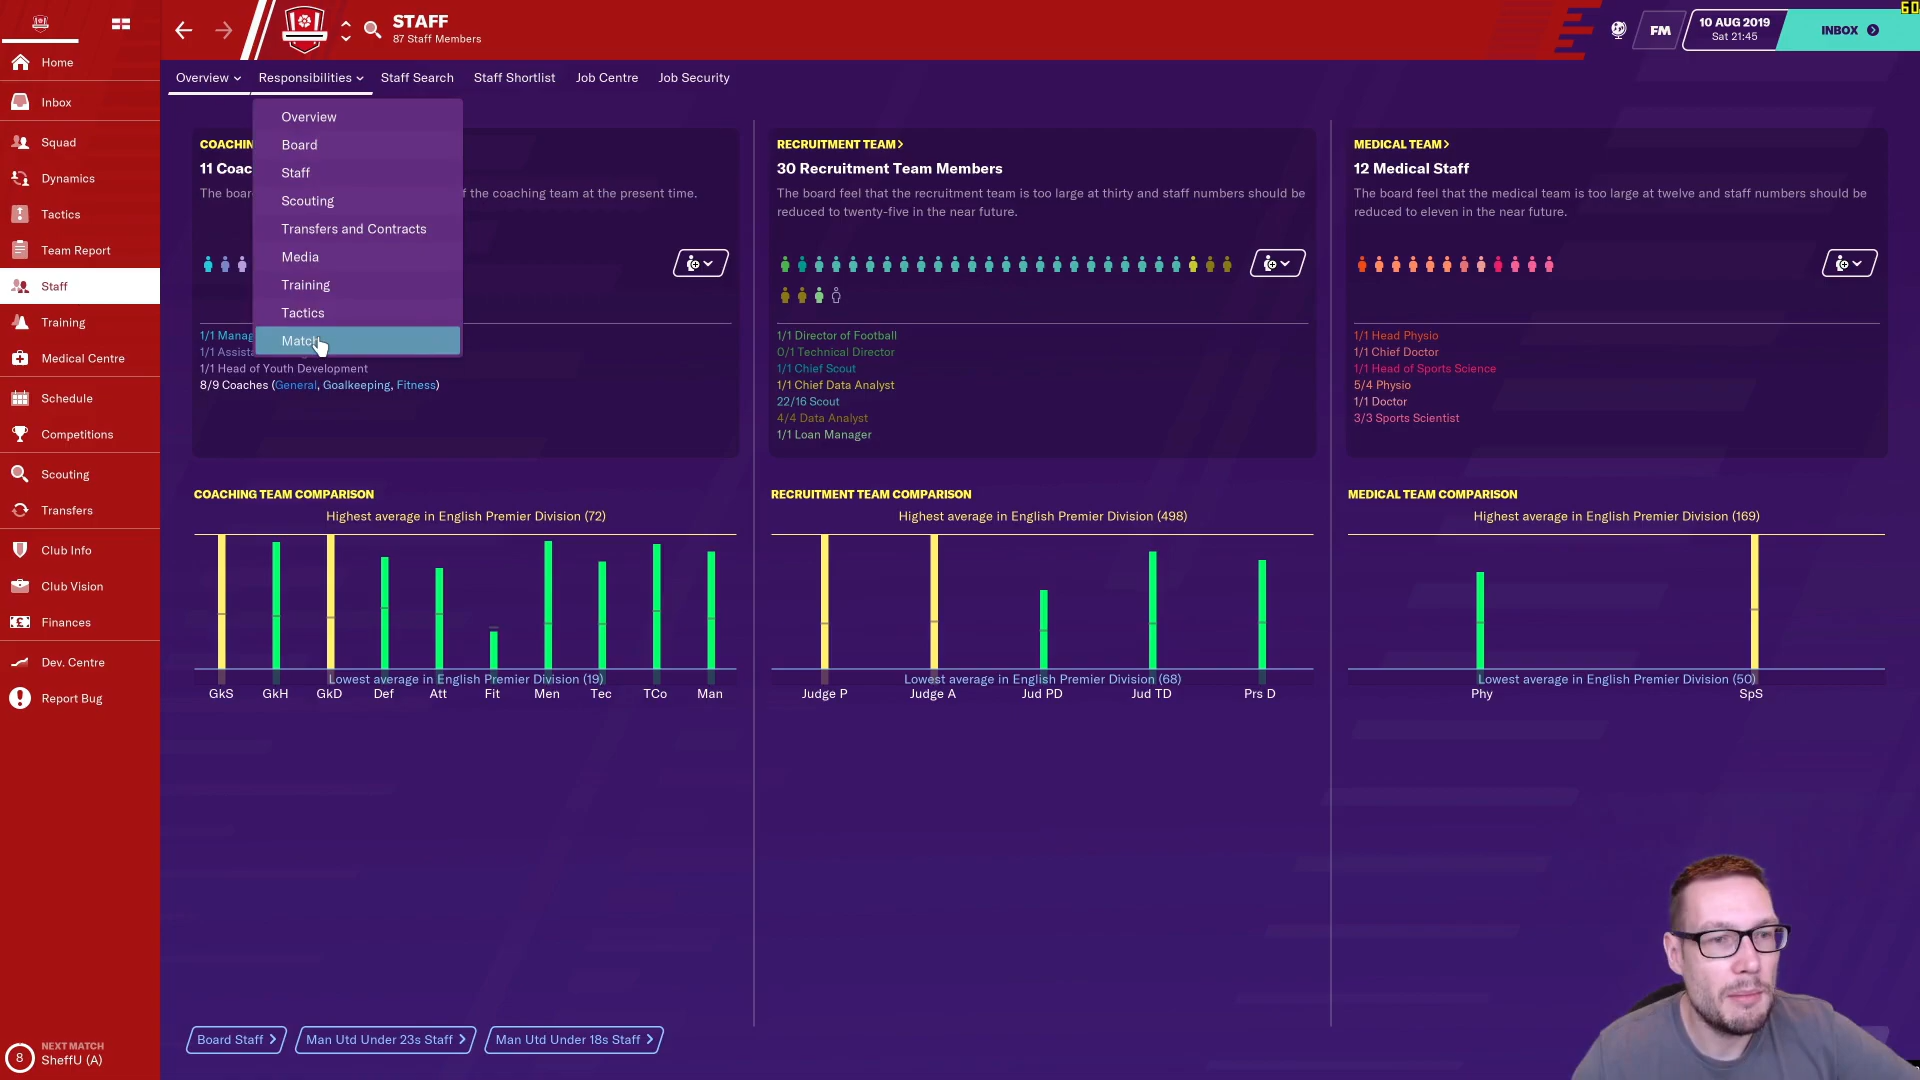 STAFF
87 Staff Members
FM
10 AUG 2019
Sat 21:45
INBOX
60
Home
Inbox
Squad
Dynamics
Tactics
Team Report
Staff
Training
Medical Centre
Schedule
Competitions
Scouting
Transfers
Club Info
Club Vision
Finances
Dev. Centre
Report Bug
8
NEXT MATCH
SheffU (A)
Overview
Responsibilities
Staff Search
Staff Shortlist
Job Centre
Job Security
Overview
Board
Staff
Scouting
Transfers and Contracts
Media
Training
Tactics
Match
COACHIN
11 Coac
The boar
f the coaching team at the present time.
1/1 Manag
1/1 Assista
1/1 Head of Youth Development
8/9 Coaches (General, Goalkeeping, Fitness)
RECRUITMENT TEAM>
30 Recruitment Team Members
The board feel that the recruitment team is too large at thirty and staff numbers should be
reduced to twenty-five in the near future.
1/1 Director of Football
0/1 Technical Director
1/1 Chief Scout
1/1 Chief Data Analyst
22/16 Scout
4/4 Data Analyst
1/1 Loan Manager
MEDICAL TEAM>
12 Medical Staff
The board feel that the medical team is too large at twelve and staff numbers should be
reduced to eleven in the near future.
1/1 Head Physio
1/1 Chief Doctor
1/1 Head of Sports Science
5/4 Physio
1/1 Doctor
3/3 Sports Scientist
COACHING TEAM COMPARISON
Highest average in English Premier Division (72)
Lowest average in English Premier Division (19)
GkS GkH GkD Def Att Fit Men Tec TCo Man
RECRUITMENT TEAM COMPARISON
Highest average in English Premier Division (498)
Lowest average in English Premier Division (68)
Judge P Judge A Jud PD Jud TD Prs D
MEDICAL TEAM COMPARISON
Highest average in English Premier Division (169)
Lowest average in English Premier Division (50)
Phy SpS
Board Staff >
Man Utd Under 23s Staff >
Man Utd Under 18s Staff >